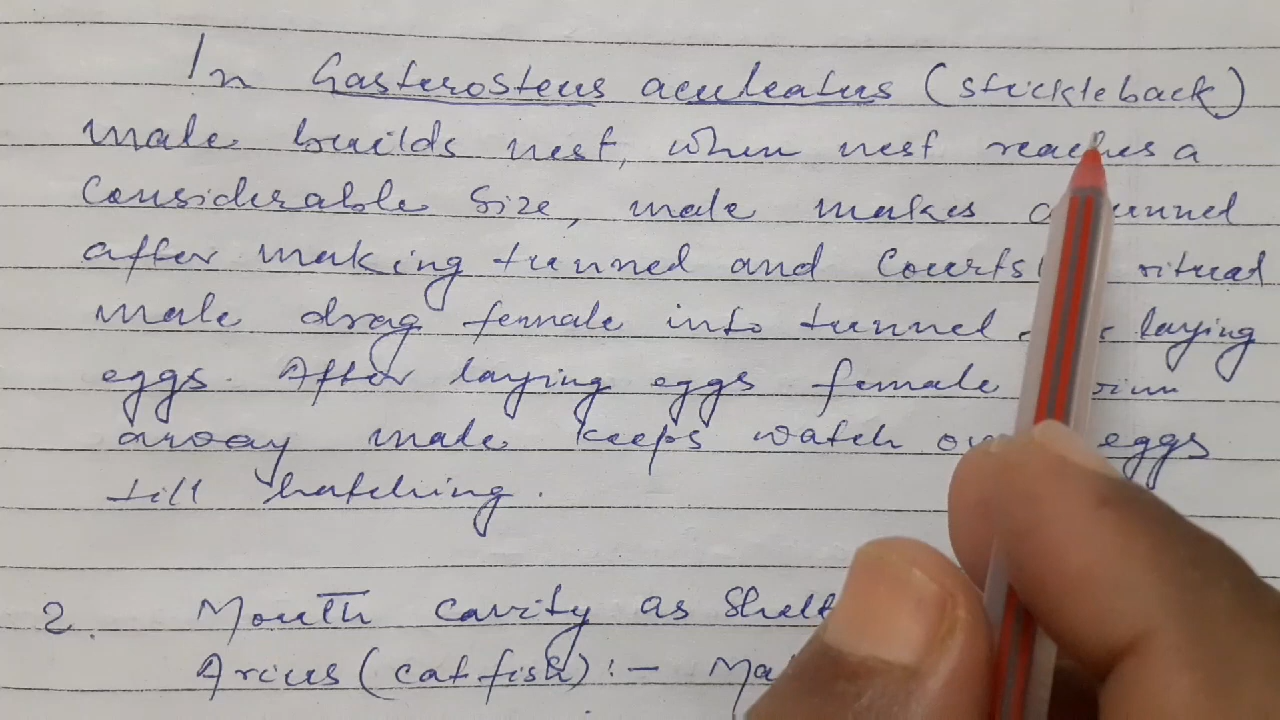 In Gasterosteus aculeatus (stickleback)
male builds nest, when nest reaches a
Considerable Size, male makes
after making tunnel and ritual
male drag female into tunnel laying
eggs. After laying eggs female
away male keeps watch eggs
till hatching.
2. Mouth cavity as
Arius (cat fish) :-